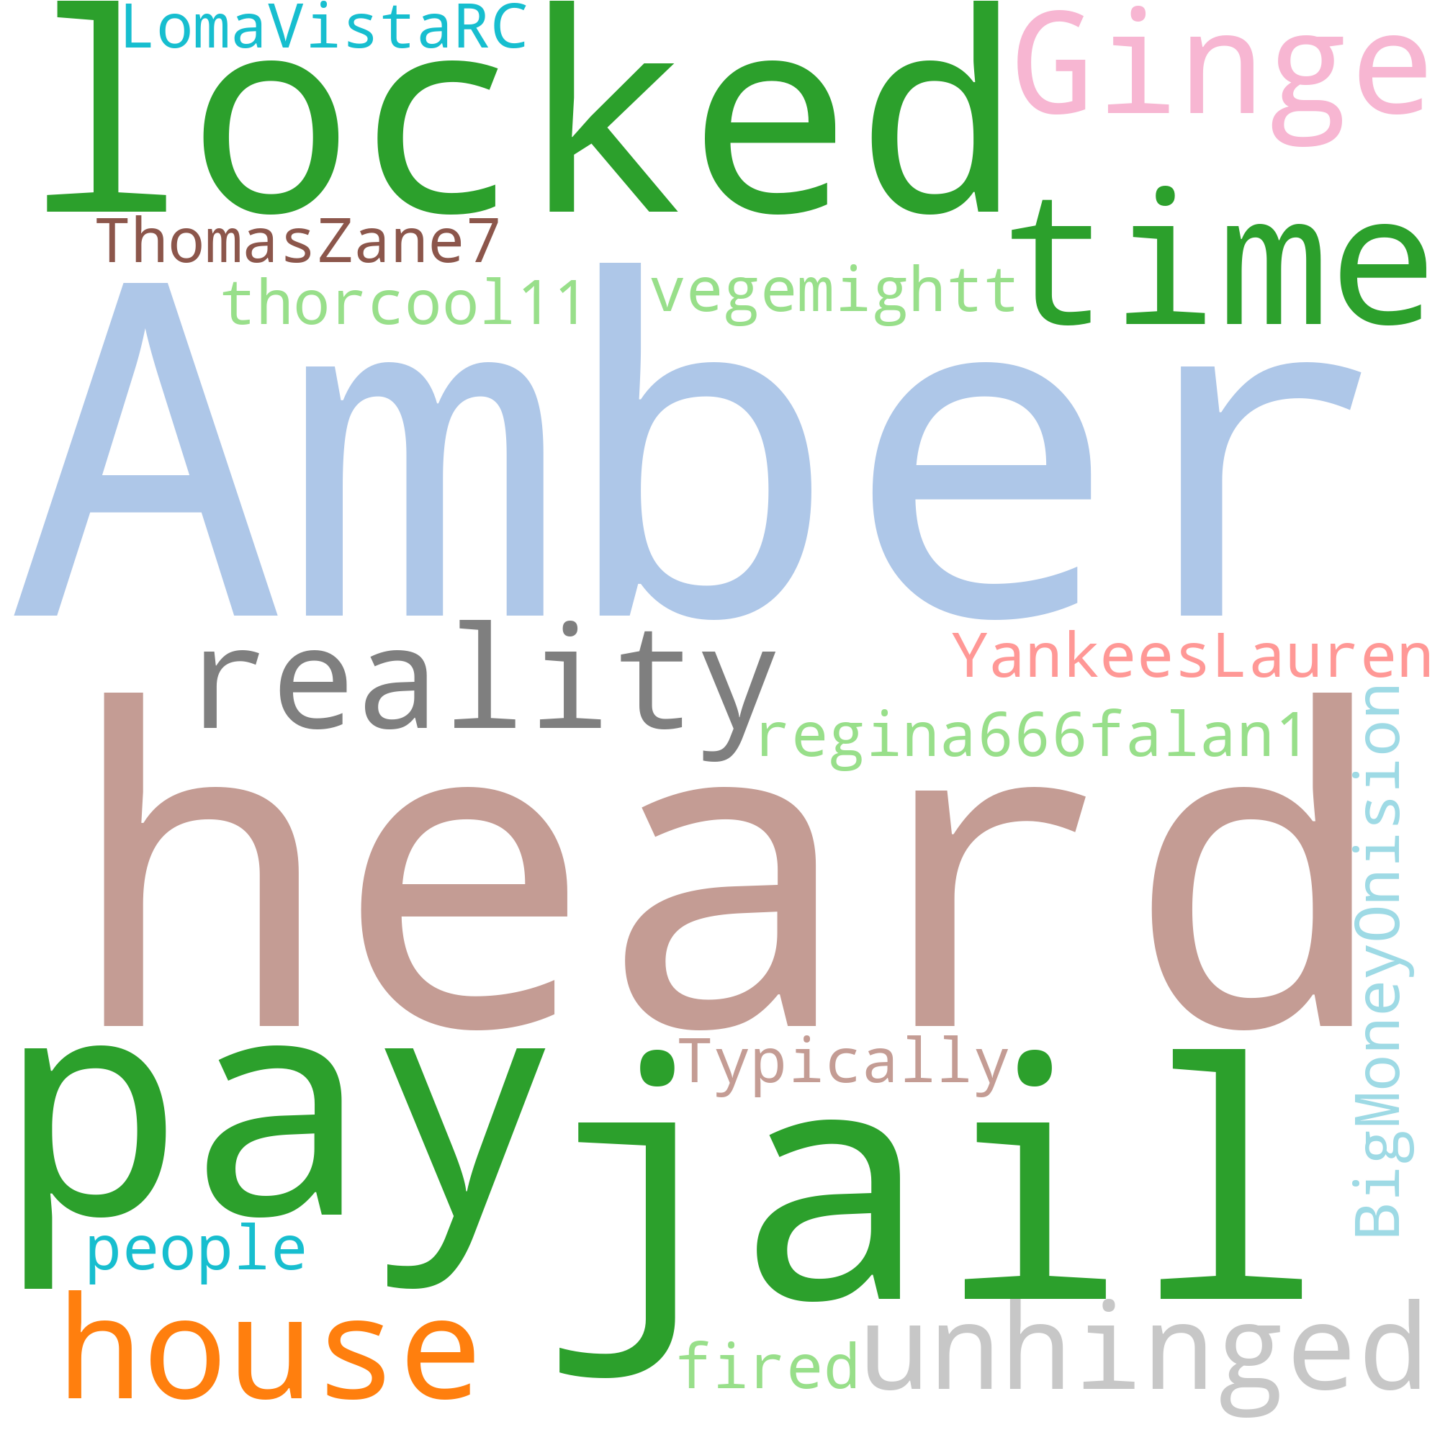 LomaVistaRC
locked
Ginge
ThomasZane7
time
thorcool11
vegemightt
Amber
reality
YankeesLauren
regina666falan1
heard
BigMoneyOnision
pay
Typically
jail
people
house
fired
unhinged